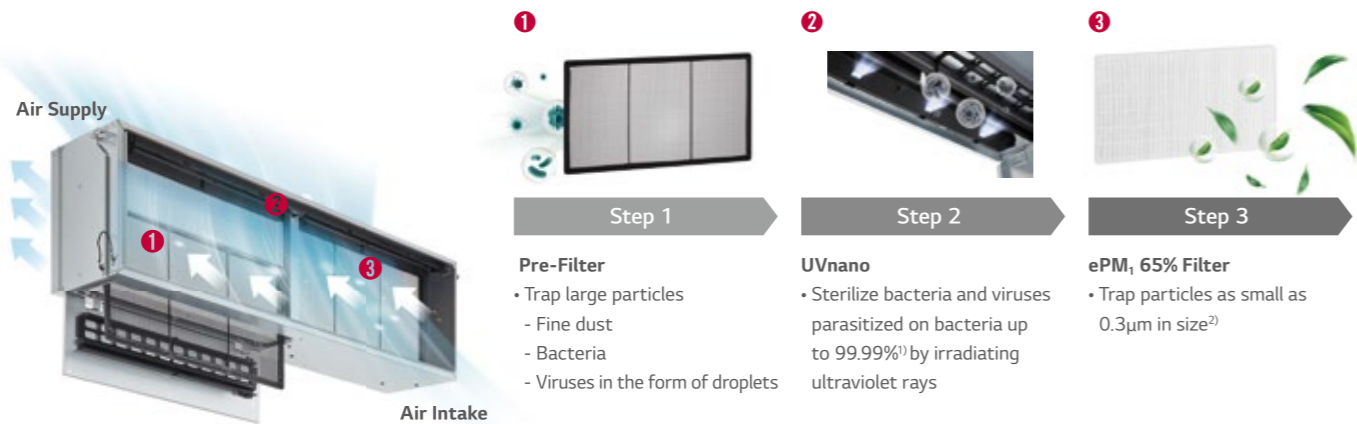 Air Supply
1
2
3
Air Intake
1
Step 1
Pre-Filter
• Trap large particles
- Fine dust
- Bacteria
- Viruses in the form of droplets
2
Step 2
UVnano
• Sterilize bacteria and viruses
parasitized on bacteria up
to 99.99%¹⁾ by irradiating
ultraviolet rays
3
Step 3
ePM₁ 65% Filter
• Trap particles as small as
0.3μm in size²⁾